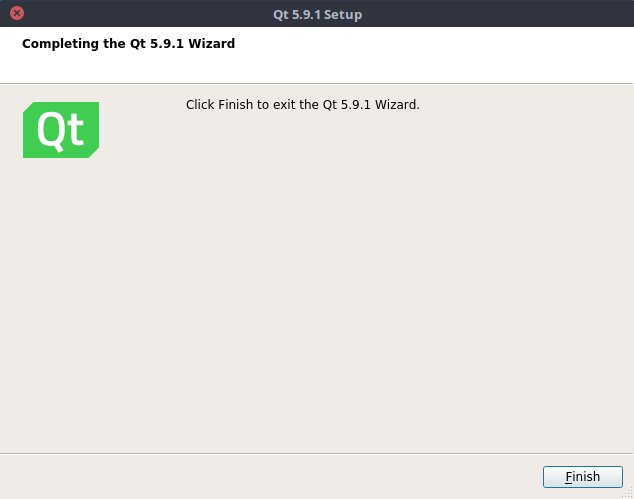 Qt 5.9.1 Setup
Completing the Qt 5.9.1 Wizard
Qt
Click Finish to exit the Qt 5.9.1 Wizard.
Finish